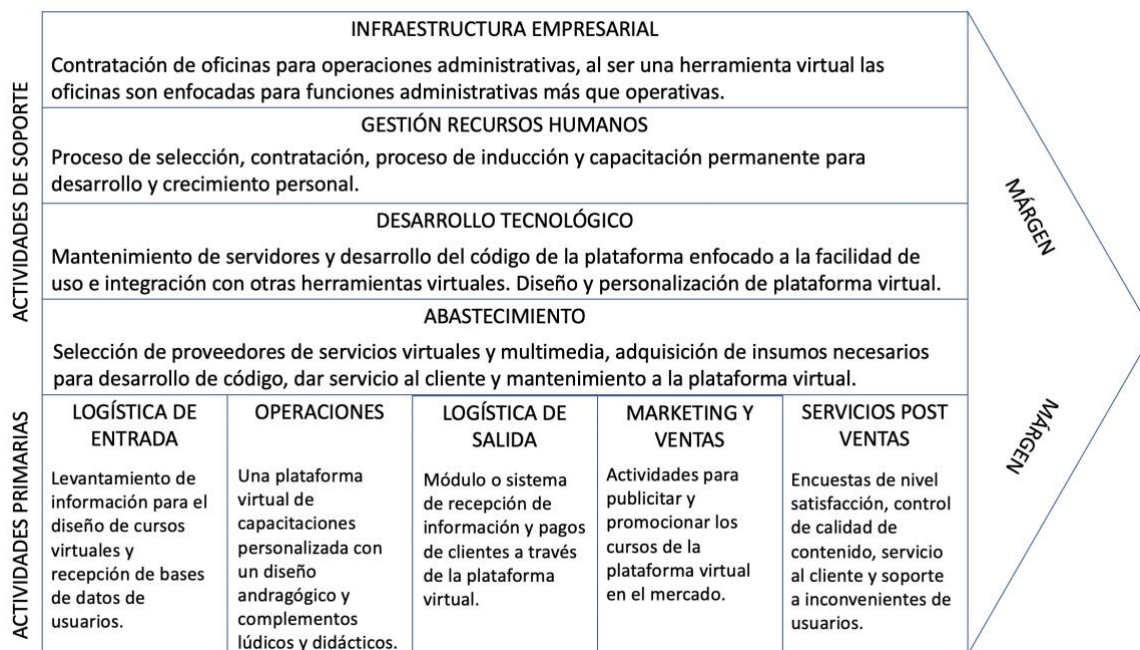 ACTIVIDADES DE SOPORTE
INFRAESTRUCTURA EMPRESARIAL
Contratación de oficinas para operaciones administrativas, al ser una herramienta virtual las
oficinas son enfocadas para funciones administrativas más que operativas.
GESTIÓN RECURSOS HUMANOS
Proceso de selección, contratación, proceso de inducción y capacitación permanente para
desarrollo y crecimiento personal.
DESARROLLO TECNOLÓGICO
Mantenimiento de servidores y desarrollo del código de la plataforma enfocado a la facilidad de
uso e integración con otras herramientas virtuales. Diseño y personalización de plataforma virtual.
ABASTECIMIENTO
Selección de proveedores de servicios virtuales y multimedia, adquisición de insumos necesarios
para desarrollo de código, dar servicio al cliente y mantenimiento a la plataforma virtual.
ACTIVIDADES PRIMARIAS
LOGÍSTICA DE
ENTRADA
Levantamiento de
información para el
diseño de cursos
virtuales y
recepción de bases
de datos de
usuarios.
OPERACIONES
Una plataforma
virtual de
capacitaciones
personalizada con
un diseño
andragógico y
complementos
lúdicos y didácticos.
LOGÍSTICA DE
SALIDA
Módulo o sistema
de recepción de
información y pagos
de clientes a través
de la plataforma
virtual.
MARKETING Y
VENTAS
Actividades para
publicitar y
promocionar los
cursos de la
plataforma virtual
en el mercado.
SERVICIOS POST
VENTAS
Encuestas de nivel
satisfacción, control
de calidad de
contenido, servicio
al cliente y soporte
a inconvenientes de
usuarios.
MÁRGEN
MÁRGEN